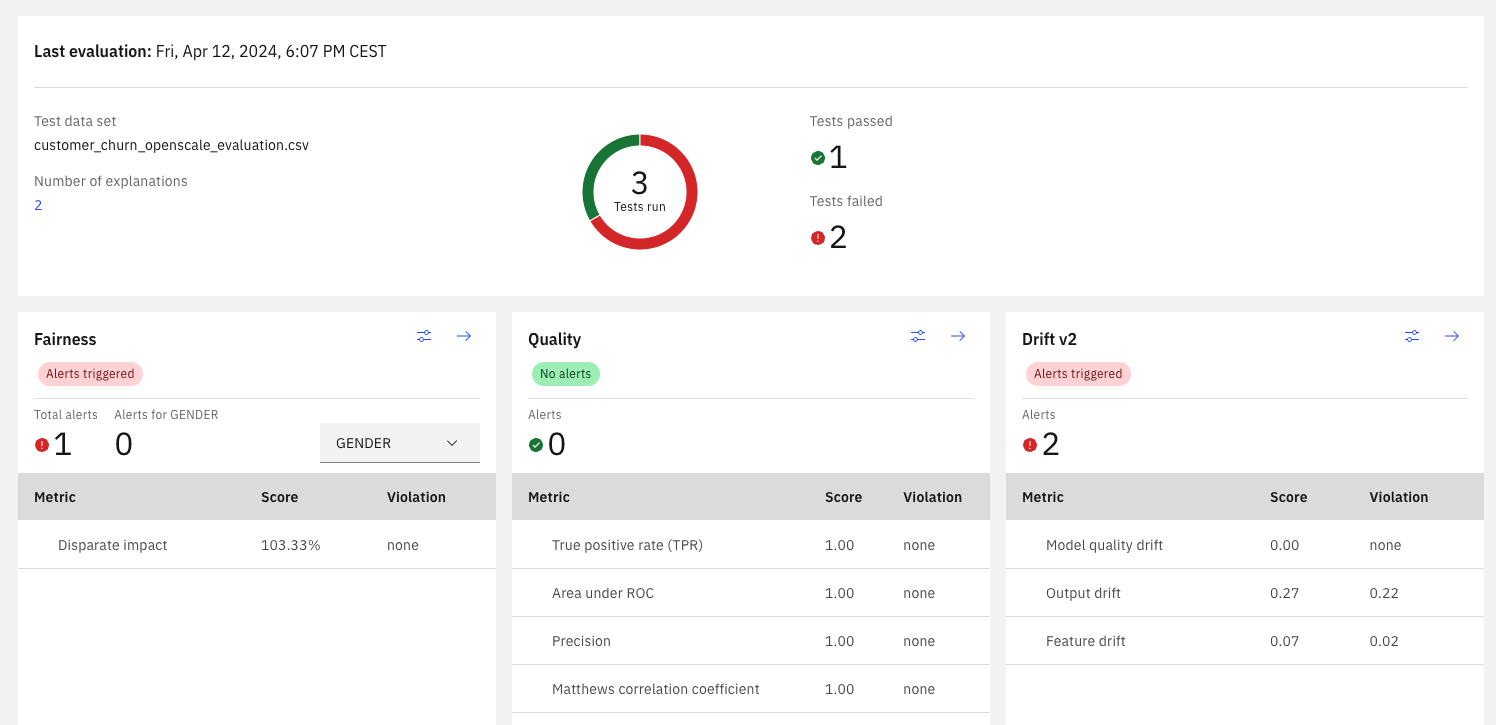 Last evaluation: Fri, Apr 12, 2024, 6:07 PM CEST
Test data set
customer_churn_openscale_evaluation.csv
Number of explanations
2
3
Tests run
Tests passed
1
Tests failed
2
Fairness
Alerts triggered
Total alerts Alerts for GENDER
1 0
GENDER
Metric Score Violation
Disparate impact 103.33% none
Quality
No alerts
Alerts
0
Metric Score Violation
True positive rate (TPR) 1.00 none
Area under ROC 1.00 none
Precision 1.00 none
Matthews correlation coefficient 1.00 none
Drift v2
Alerts triggered
Alerts
2
Metric Score Violation
Model quality drift 0.00 none
Output drift 0.27 0.22
Feature drift 0.07 0.02